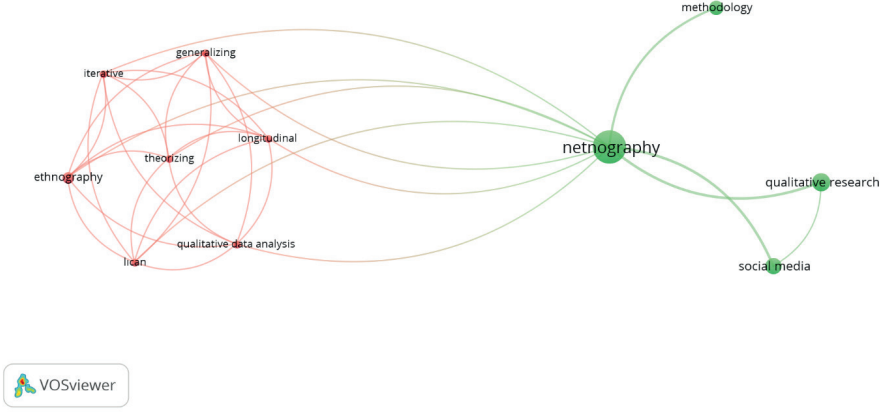 methodology
generalizing
iterative
longitudinal
netnography
theorizing
ethnography
qualitative research
qualitative data analysis
lican
social media
VOSviewer